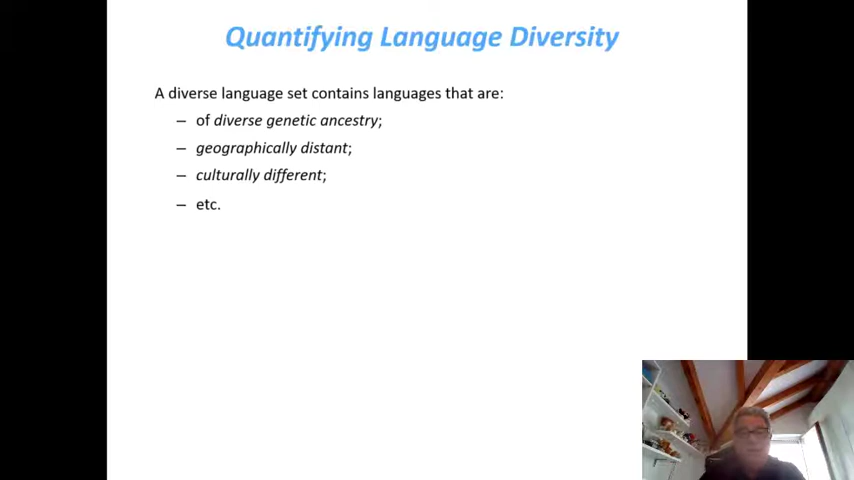 Quantifying Language Diversity
A diverse language set contains languages that are:
– of diverse genetic ancestry;
– geographically distant;
– culturally different;
– etc.